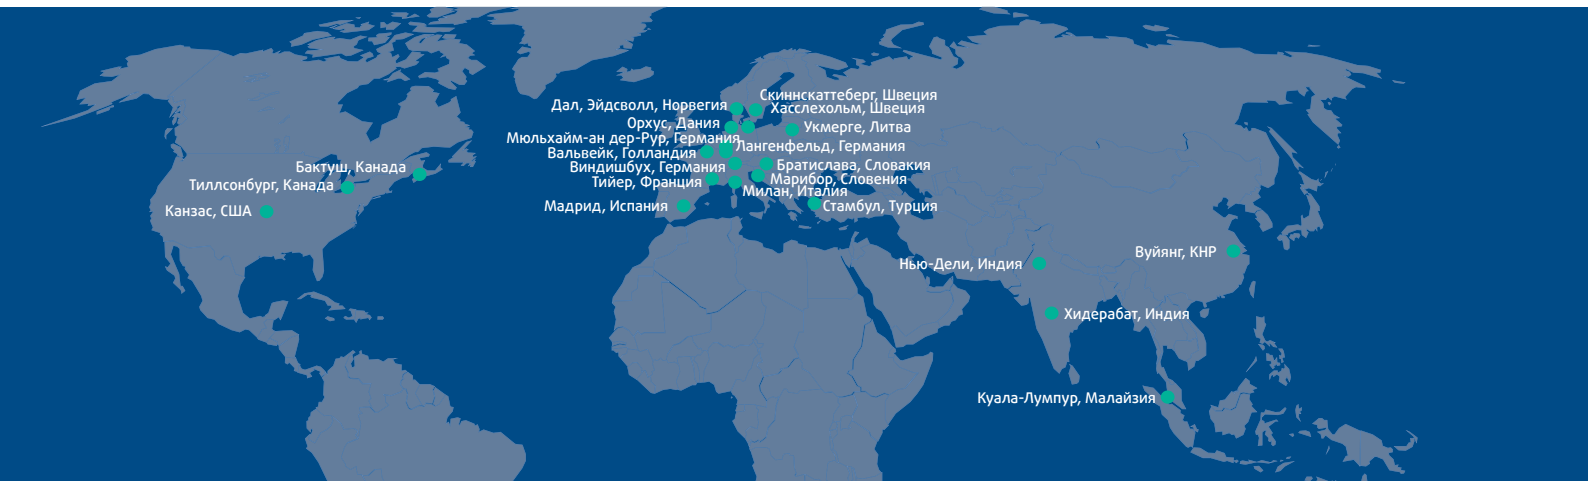 Скиннскаттеберг, Швеция
Дал, Эйдсволл, Норвегия
Хасслехольм, Швеция
Орхус, Дания
Укмерге, Литва
Мюльхайм-ан дер-Рур, Германия
Лангенфельд, Германия
Вальвейк, Голландия
Виндишбух, Германия
Братислава, Словакия
Тийер, Франция
Марибор, Словения
Милан, Италия
Мадрид, Испания
Стамбул, Турция
Бактуш, Канада
Тиллсонбург, Канада
Канзас, США
Вуйянг, КНР
Нью-Дели, Индия
Хидерабат, Индия
Куала-Лумпур, Малайзия